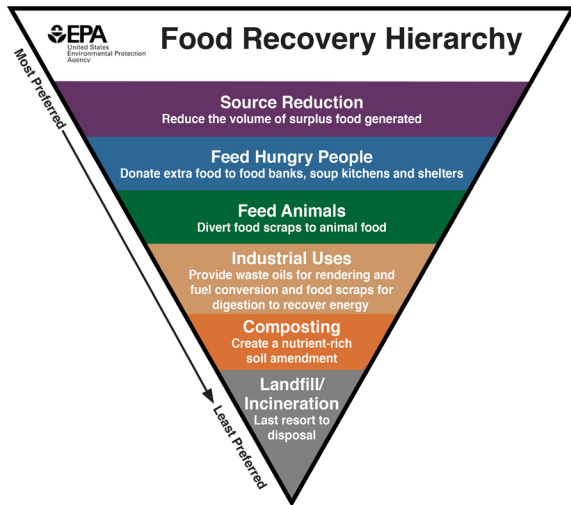 EPA
United States
Environmental Protection
Agency
Food Recovery Hierarchy
Most Preferred
Source Reduction
Reduce the volume of surplus food generated
Feed Hungry People
Donate extra food to food banks, soup kitchens and shelters
Feed Animals
Divert food scraps to animal food
Industrial Uses
Provide waste oils for rendering and
fuel conversion and food scraps for
digestion to recover energy
Composting
Create a nutrient-rich
soil amendment
Landfill/
Incineration
Last resort to
disposal
Least Preferred